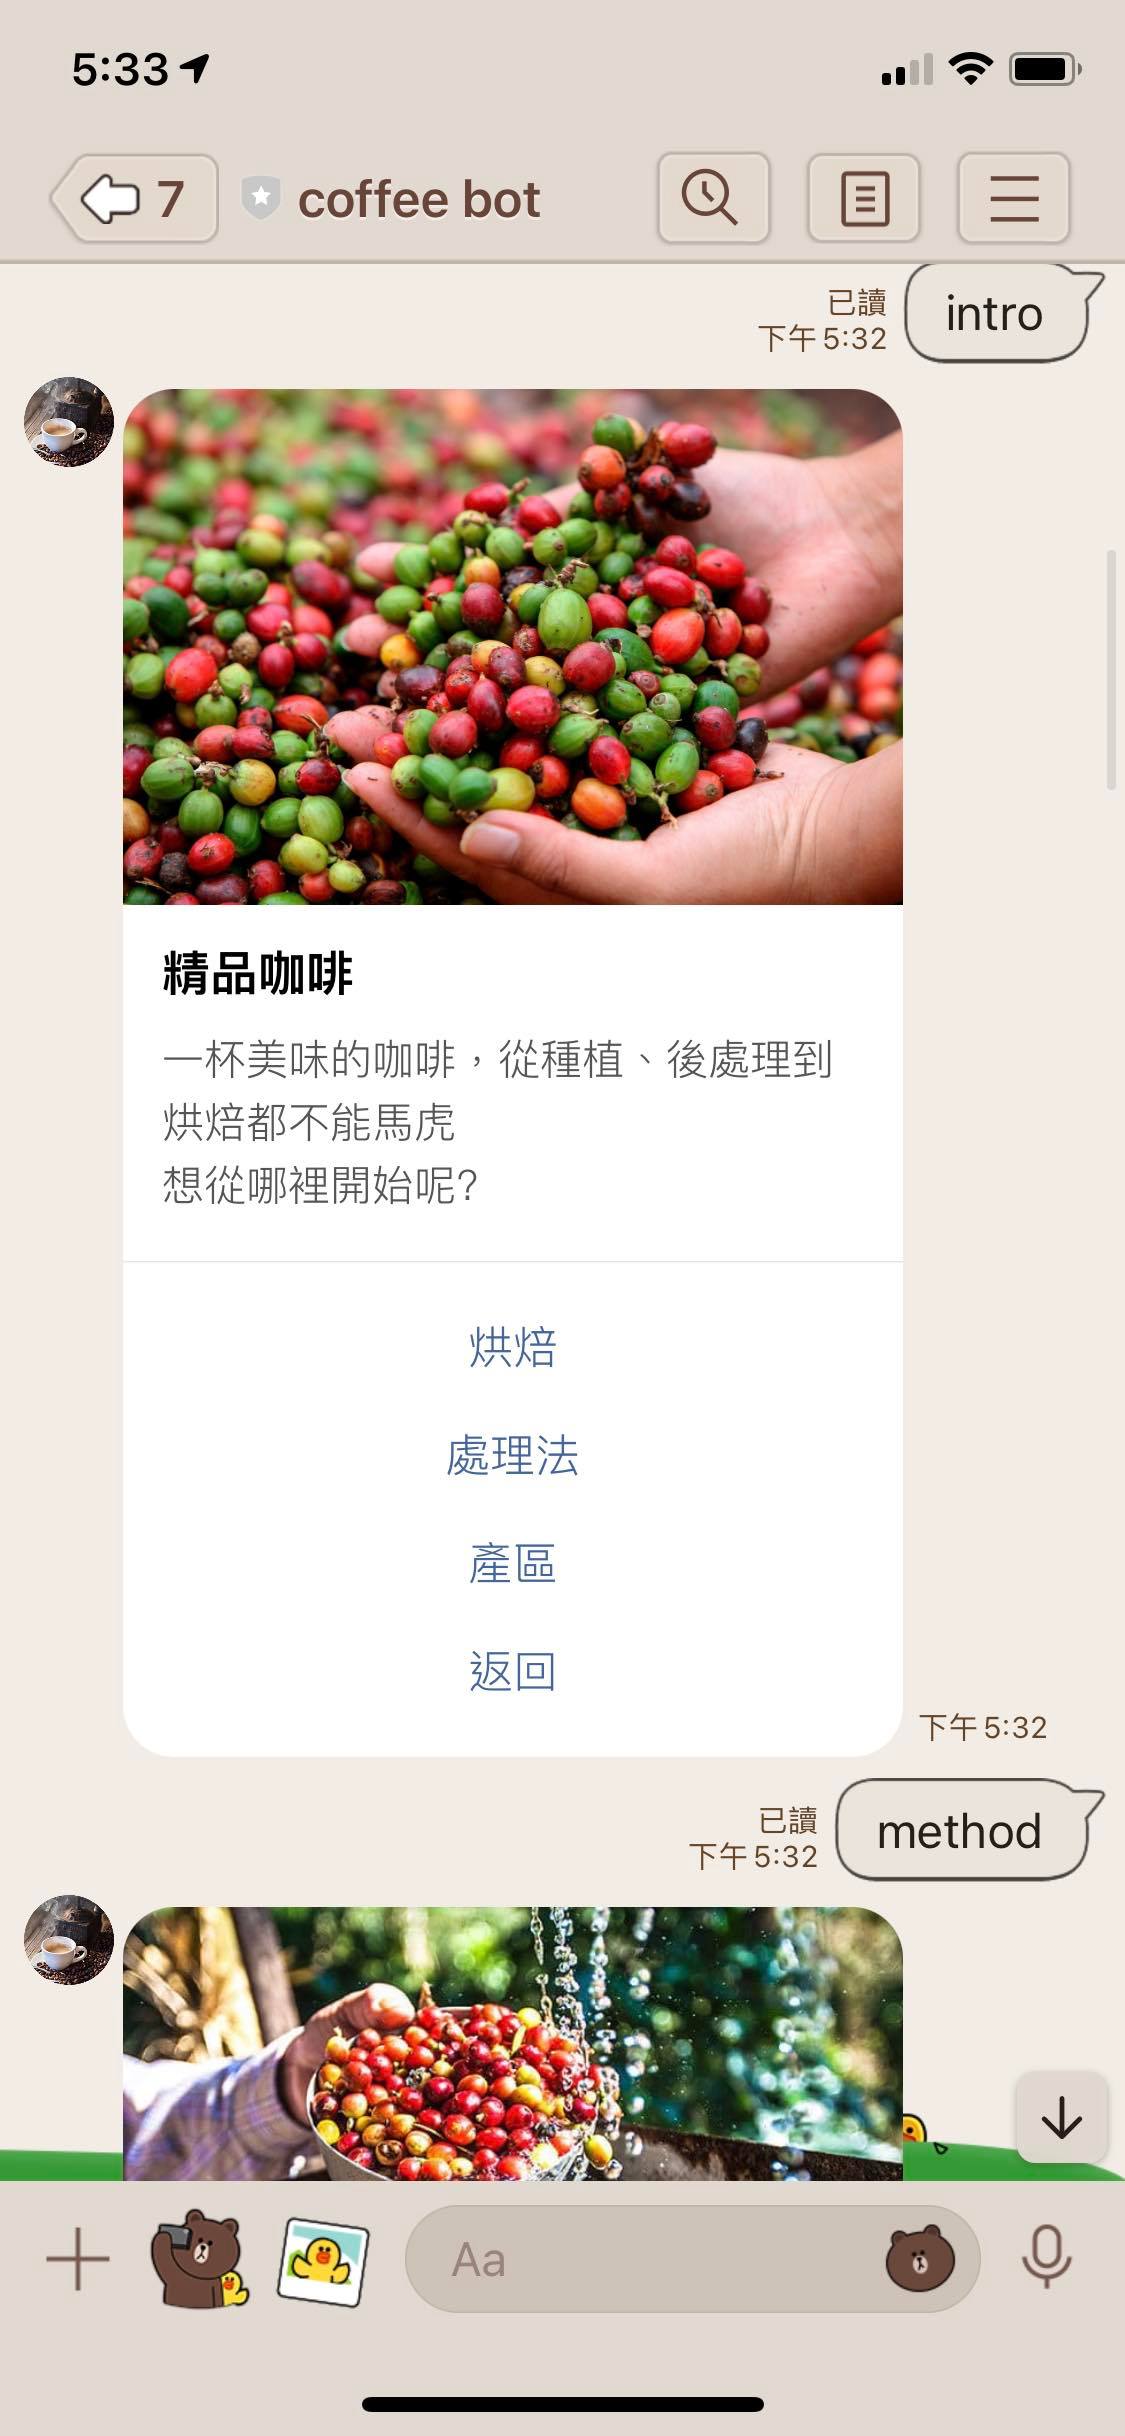 5:33
7
coffee bot
intro
已讀
下午 5:32
精品咖啡
一杯美味的咖啡，從種植、後處理到
烘焙都不能馬虎
想從哪裡開始呢?
烘焙
處理法
產區
返回
下午 5:32
method
已讀
下午 5:32
Aa